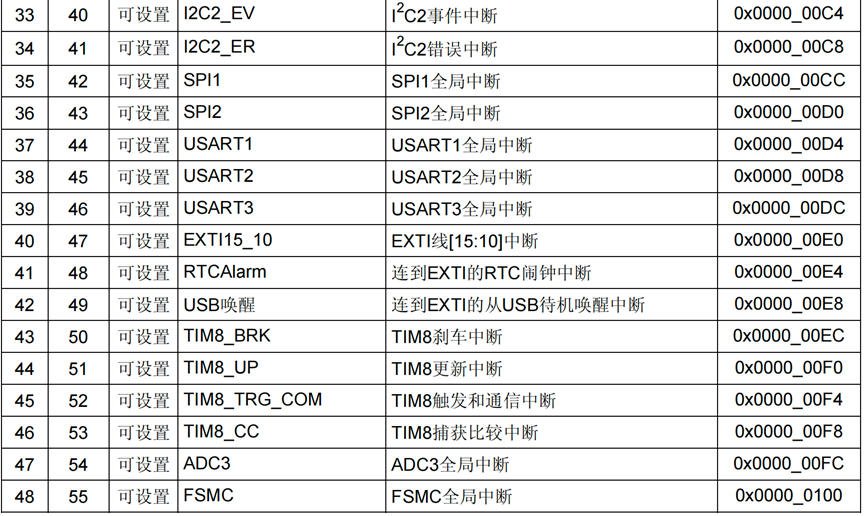 33 40 可设置 I2C2_EV I²C2事件中断 0x0000_00C4
34 41 可设置 I2C2_ER I²C2错误中断 0x0000_00C8
35 42 可设置 SPI1 SPI1全局中断 0x0000_00CC
36 43 可设置 SPI2 SPI2全局中断 0x0000_00D0
37 44 可设置 USART1 USART1全局中断 0x0000_00D4
38 45 可设置 USART2 USART2全局中断 0x0000_00D8
39 46 可设置 USART3 USART3全局中断 0x0000_00DC
40 47 可设置 EXTI15_10 EXTI线[15:10]中断 0x0000_00E0
41 48 可设置 RTCAlarm 连到EXTI的RTC闹钟中断 0x0000_00E4
42 49 可设置 USB唤醒 连到EXTI的从USB待机唤醒中断 0x0000_00E8
43 50 可设置 TIM8_BRK TIM8刹车中断 0x0000_00EC
44 51 可设置 TIM8_UP TIM8更新中断 0x0000_00F0
45 52 可设置 TIM8_TRG_COM TIM8触发和通信中断 0x0000_00F4
46 53 可设置 TIM8_CC TIM8捕获比较中断 0x0000_00F8
47 54 可设置 ADC3 ADC3全局中断 0x0000_00FC
48 55 可设置 FSMC FSMC全局中断 0x0000_0100